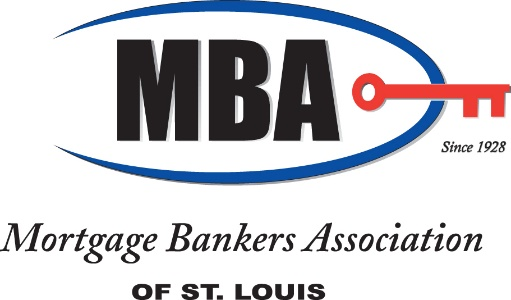 MBA
Since 1928
Mortgage Bankers Association
OF ST. LOUIS